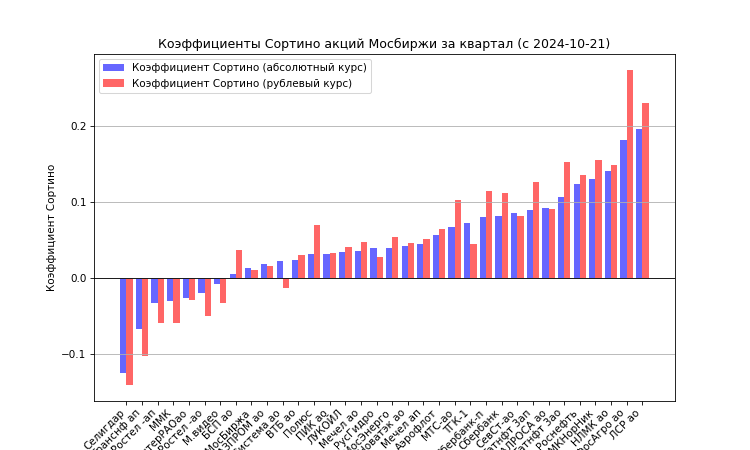 Коэффициенты Сортино акций Мосбиржи за квартал (с 2024-10-21)
Коэффициент Сортино (абсолютный курс)
Коэффициент Сортино (рублевый курс)
Коэффициент Сортино
0.2
0.1
0.0
−0.1
Селигдар
Ростел -ап
ММК
Ростел -ао
М.видео
БСП ао
МосБиржа
ВТБ ао
Полюс
ПИК ао
ЛУКОЙЛ
Мечел ао
РусГидро
Мечел ап
Аэрофлот
МТС-ао
ТГК-1
Сбербанк
СевСт-ао
Роснефть
НЛМК ао
ЛСР ао